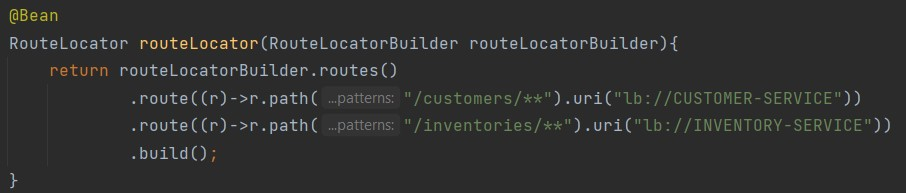 @Bean
RouteLocator routeLocator(RouteLocatorBuilder routeLocatorBuilder){
    return routeLocatorBuilder.routes()
            .route((r)->r.path( ...patterns: "/customers/**").uri("lb://CUSTOMER-SERVICE"))
            .route((r)->r.path( ...patterns: "/inventories/**").uri("lb://INVENTORY-SERVICE"))
            .build();
}